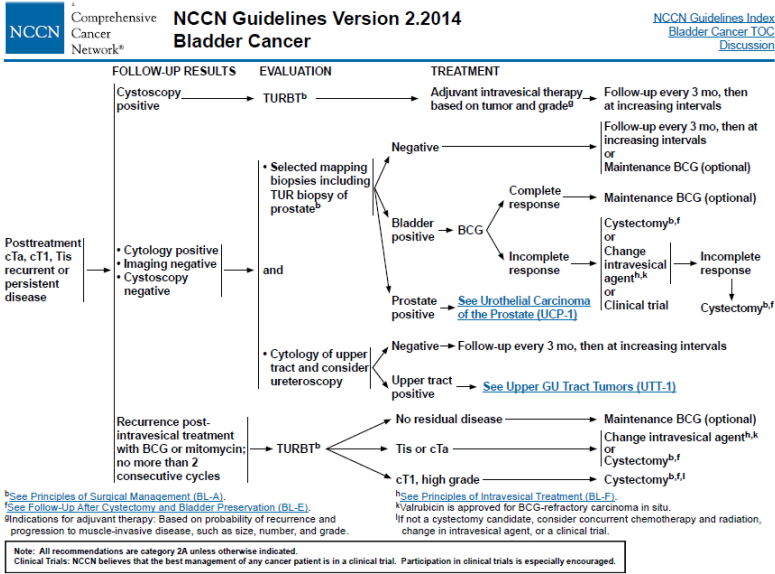 NCCN
Comprehensive
Cancer
Network®
NCCN Guidelines Version 2.2014
Bladder Cancer
NCCN Guidelines Index
Bladder Cancer TOC
Discussion
FOLLOW-UP RESULTS
EVALUATION
TREATMENT
Cystoscopy
positive
TURBTᵇ
Adjuvant intravesical therapy
based on tumor and gradeᵍ
Follow-up every 3 mo, then
at increasing intervals
Posttreatment
cTa, cT1, Tis
recurrent or
persistent
disease
• Cytology positive
• Imaging negative
• Cystoscopy
negative
• Selected mapping
biopsies including
TUR biopsy of
prostateᵇ
and
• Cytology of upper
tract and consider
ureteroscopy
Negative
Follow-up every 3 mo, then at
increasing intervals
or
Maintenance BCG (optional)
Bladder
positive
BCG
Complete
response
Maintenance BCG (optional)
Incomplete
response
Cystectomyᵇ,ᶠ
or
Change
intravesical
agentʰ,ᵏ
or
Clinical trial
Incomplete
response
Cystectomyᵇ,ᶠ
Prostate
positive
See Urothelial Carcinoma
of the Prostate (UCP-1)
Negative
Follow-up every 3 mo, then at increasing intervals
Upper tract
positive
See Upper GU Tract Tumors (UTT-1)
Recurrence post-
intravesical treatment
with BCG or mitomycin;
no more than 2
consecutive cycles
TURBTᵇ
No residual disease
Maintenance BCG (optional)
Tis or cTa
Change intravesical agentʰ,ᵏ
or
Cystectomyᵇ,ᶠ
cT1, high grade
Cystectomyᵇ,ᶠ,ˡ
ᵇSee Principles of Surgical Management (BL-A).
ᶠSee Follow-Up After Cystectomy and Bladder Preservation (BL-E).
ᵍIndications for adjuvant therapy: Based on probability of recurrence and
progression to muscle-invasive disease, such as size, number, and grade.
ʰSee Principles of Intravesical Treatment (BL-F).
ᵏValrubicin is approved for BCG-refractory carcinoma in situ.
ˡIf not a cystectomy candidate, consider concurrent chemotherapy and radiation,
change in intravesical agent, or a clinical trial.
Note: All recommendations are category 2A unless otherwise indicated.
Clinical Trials: NCCN believes that the best management of any cancer patient is in a clinical trial. Participation in clinical trials is especially encouraged.